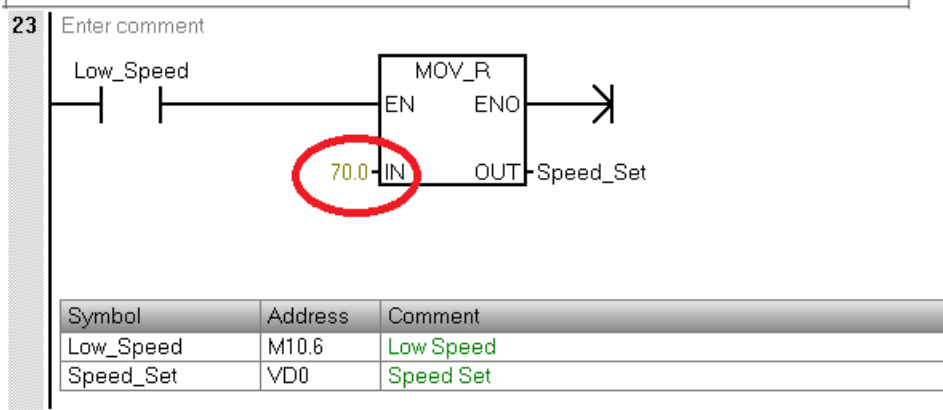 23 Enter comment
Low_Speed
MOV_R
EN ENO
70.0 IN OUT Speed_Set
Symbol Address Comment
Low_Speed M10.6 Low Speed
Speed_Set VD0 Speed Set